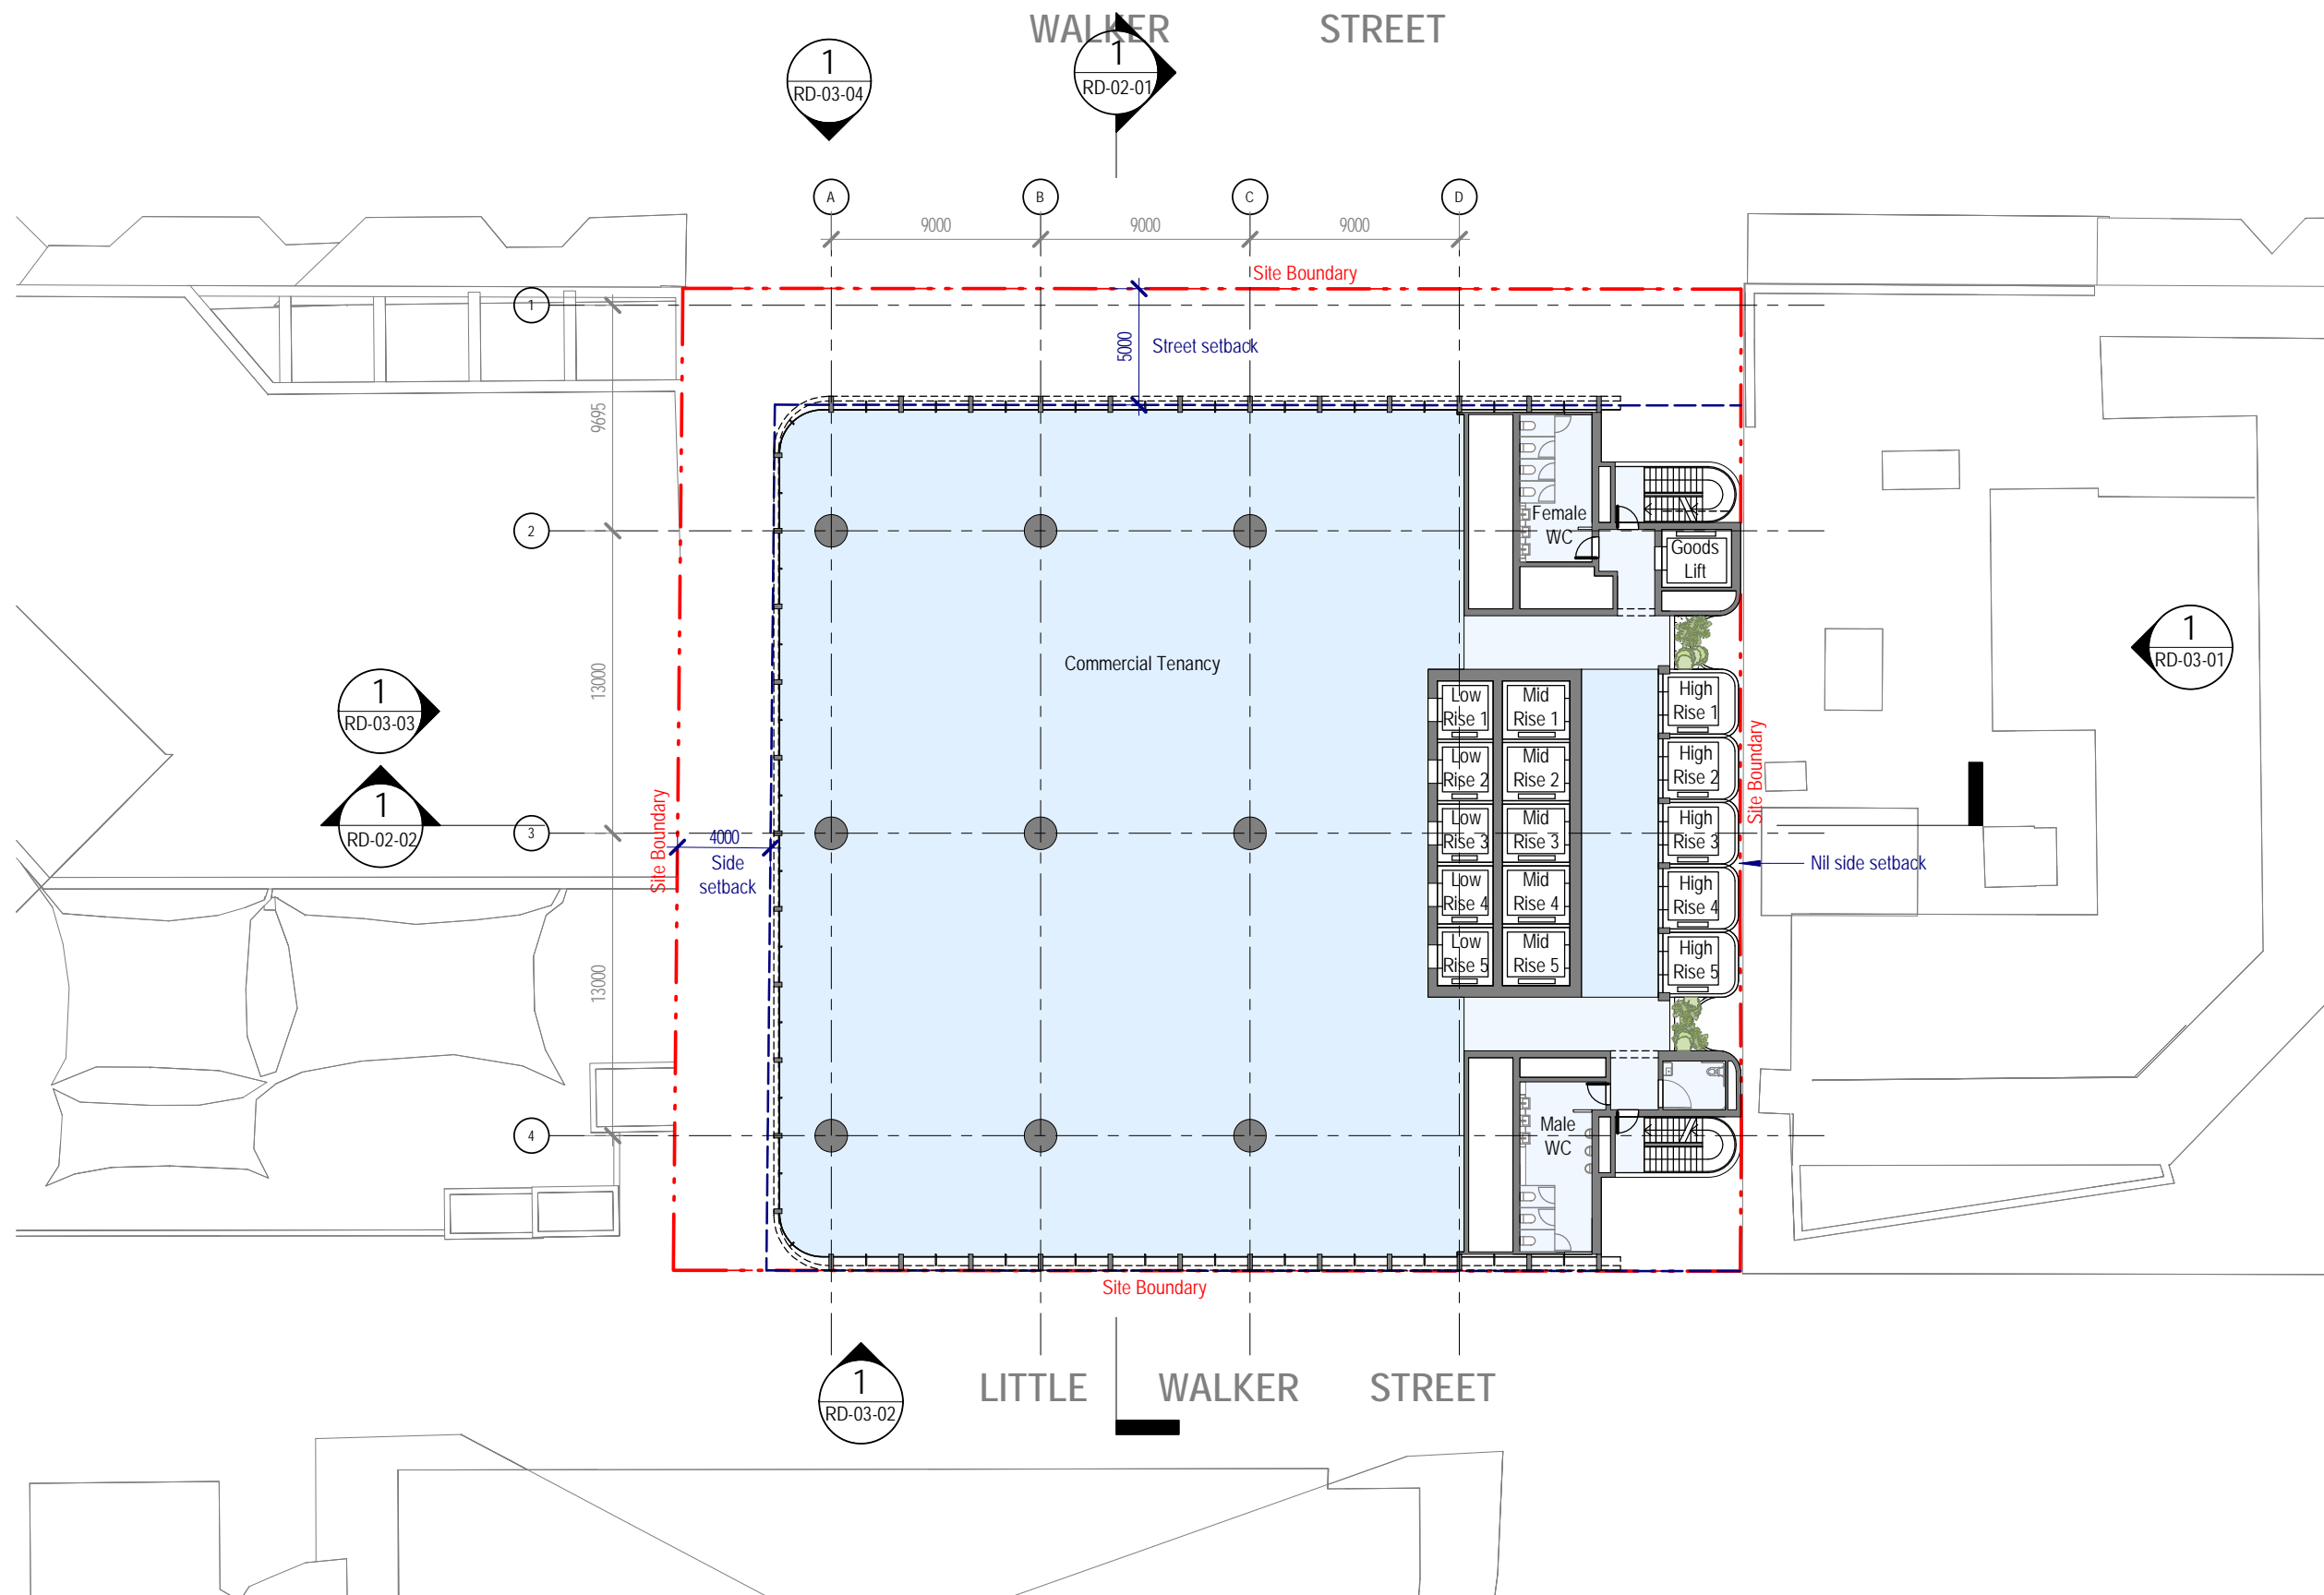 WALKER STREET
1
RD-03-04
1
RD-02-01
A
B
C
D
9000
9000
9000
Site Boundary
1
5000
Street setback
9695
2
Female
WC
Goods
Lift
13000
Commercial Tenancy
1
RD-03-01
1
RD-03-03
Low
Rise 1
Mid
Rise 1
High
Rise 1
Low
Rise 2
Mid
Rise 2
High
Rise 2
Site Boundary
Site Boundary
1
RD-02-02
3
4000
Side
setback
Low
Rise 3
Mid
Rise 3
High
Rise 3
Nil side setback
Low
Rise 4
Mid
Rise 4
High
Rise 4
Low
Rise 5
Mid
Rise 5
High
Rise 5
13000
4
Male
WC
Site Boundary
1
RD-03-02
LITTLE WALKER STREET